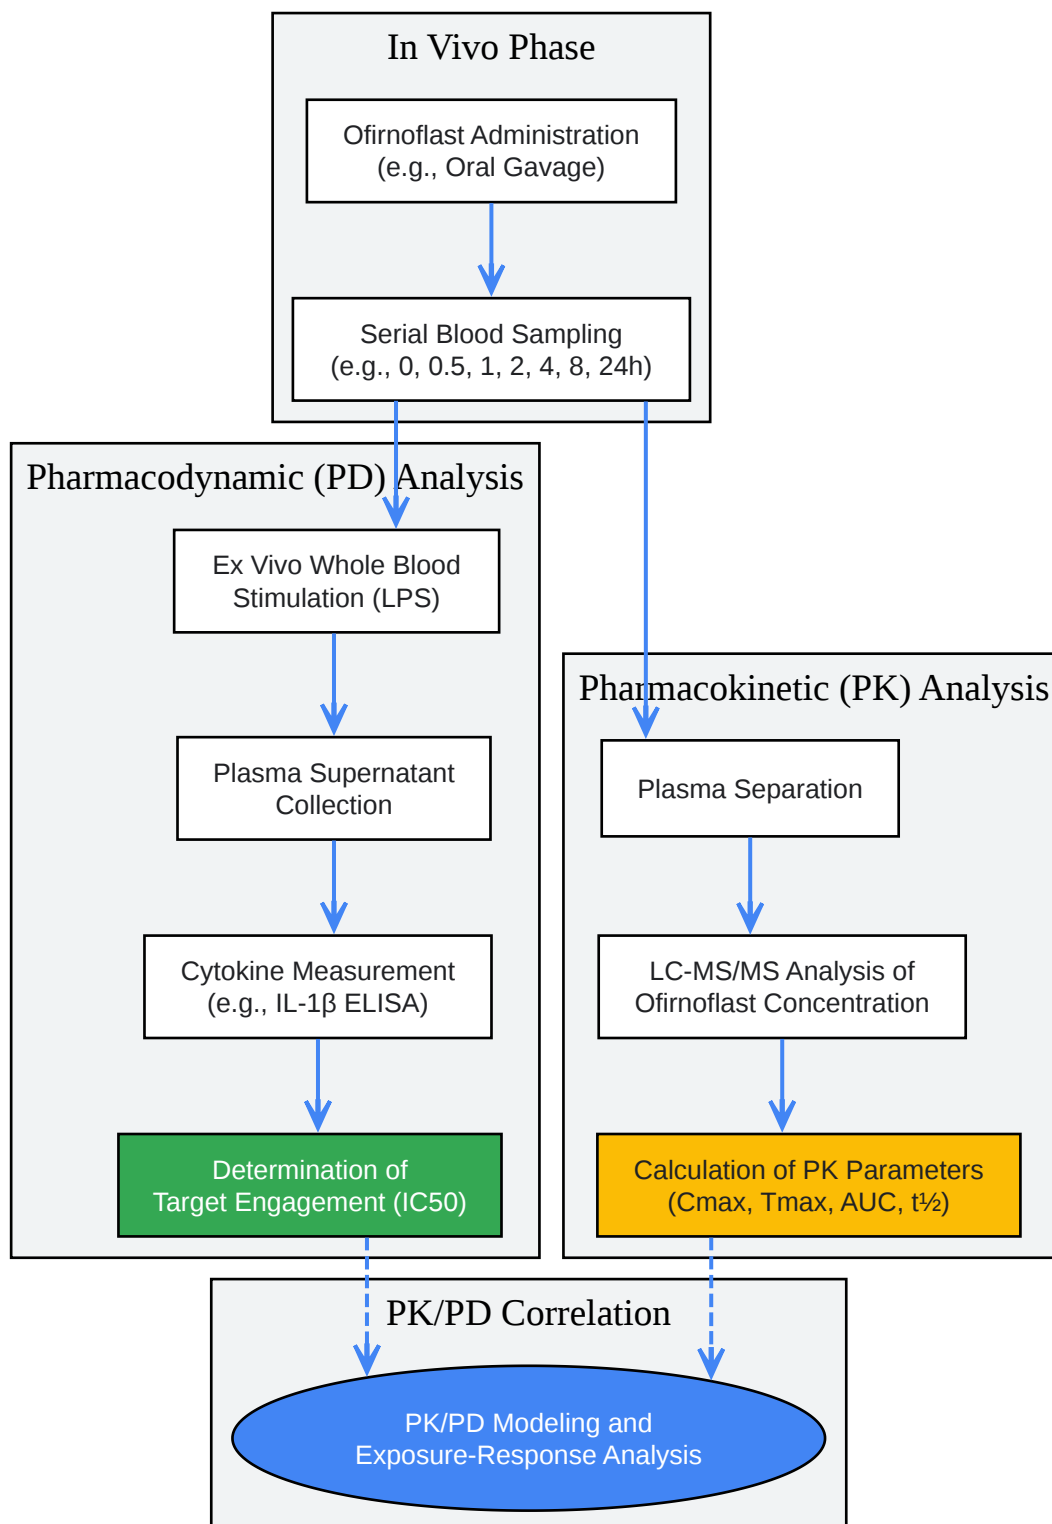 In Vivo Phase
Ofirnoflast Administration
(e.g., Oral Gavage)
Serial Blood Sampling
(e.g., 0, 0.5, 1, 2, 4, 8, 24h)
Pharmacodynamic (PD) Analysis
Ex Vivo Whole Blood
Stimulation (LPS)
Plasma Supernatant
Collection
Cytokine Measurement
(e.g., IL-1β ELISA)
Determination of
Target Engagement (IC50)
Pharmacokinetic (PK) Analysis
Plasma Separation
LC-MS/MS Analysis of
Ofirnoflast Concentration
Calculation of PK Parameters
(Cmax, Tmax, AUC, t½)
PK/PD Correlation
PK/PD Modeling and
Exposure-Response Analysis